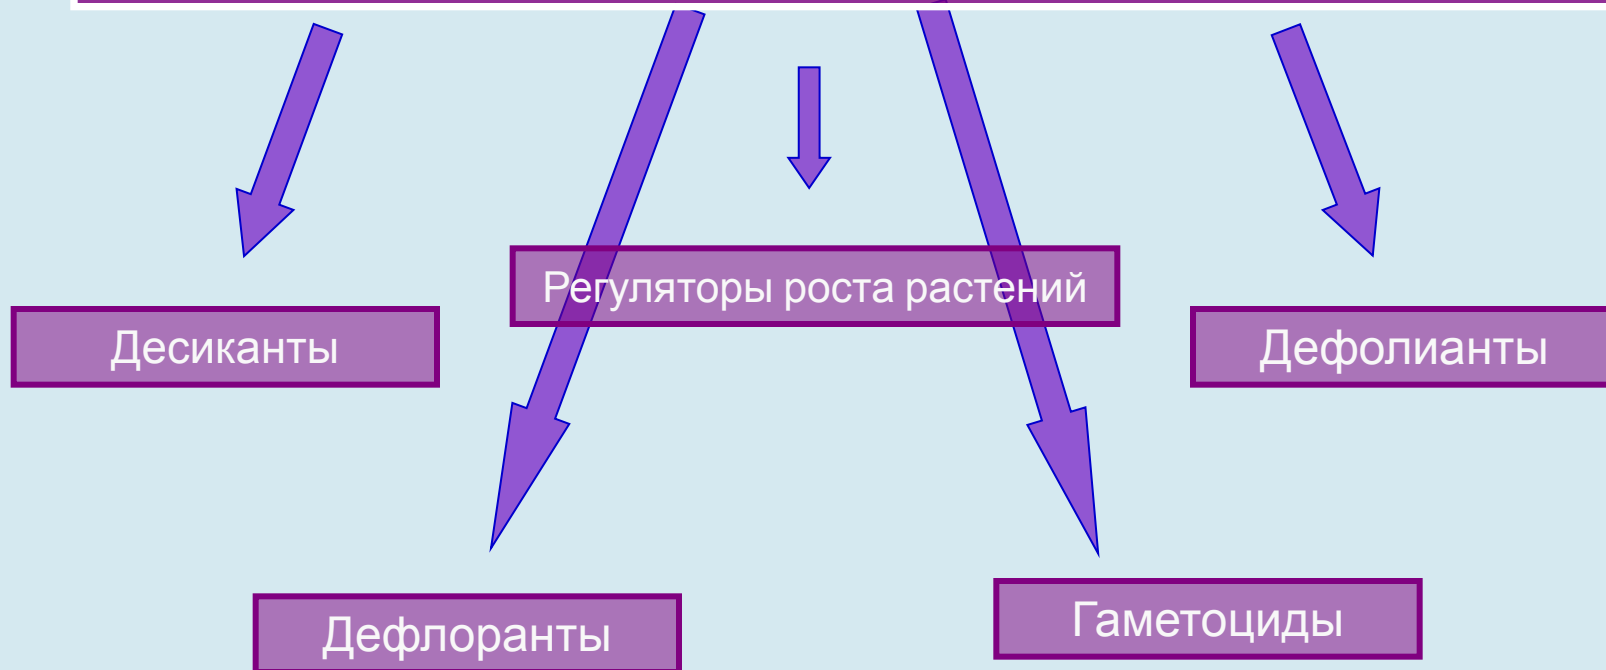 Регуляторы роста растений
Десиканты
Дефолианты
Дефлоранты
Гаметоциды